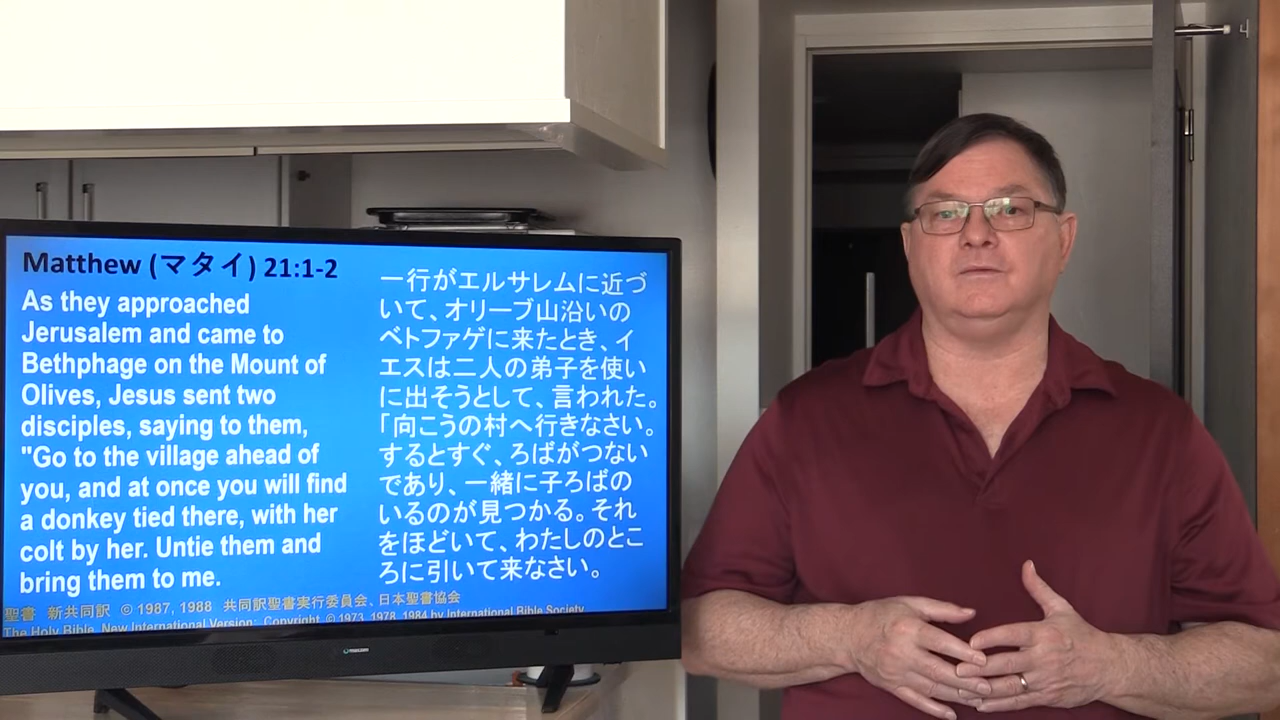 Matthew (マタイ) 21:1-2
As they approached
Jerusalem and came to
Bethphage on the Mount of
Olives, Jesus sent two
disciples, saying to them,
"Go to the village ahead of
you, and at once you will find
a donkey tied there, with her
colt by her. Untie them and
bring them to me.
一行がエルサレムに近づ
いて、オリーブ山沿いの
ベトファゲに来たとき、イ
エスは二人の弟子を使い
に出そうとして、言われた。
「向こうの村へ行きなさい。
するとすぐ、ろばがつない
であり、一緒に子ろばの
いるのが見つかる。それ
をほどいて、わたしのとこ
ろに引いて来なさい。
聖書 新共同訳 © 1987, 1988 共同訳聖書実行委員会、日本聖書協会
The Holy Bible, New International Version: Copyright © 1973, 1978, 1984 by International Bible Society